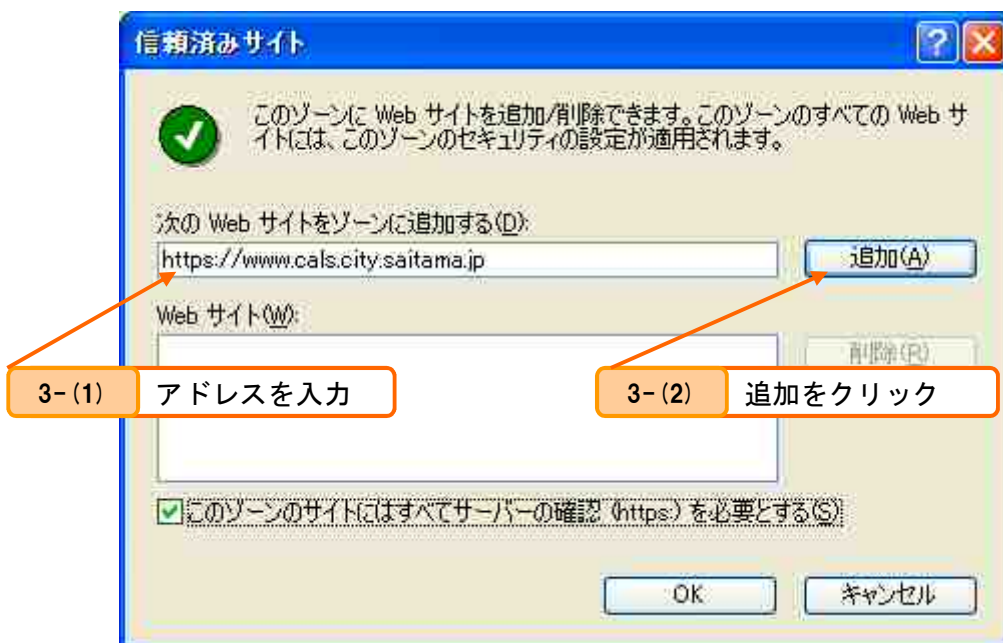 信頼済みサイト
このゾーンに Web サイトを追加/削除できます。このゾーンのすべての Web サ
イトには、このゾーンのセキュリティの設定が適用されます。
次の Web サイトをゾーンに追加する(D):
https://www.cals.city.saitama.jp
追加(A)
Web サイト(W):
削除(R)
3-(1) アドレスを入力
3-(2) 追加をクリック
このゾーンのサイトにはすべてサーバーの確認 (https:) を必要とする(S)
OK
キャンセル